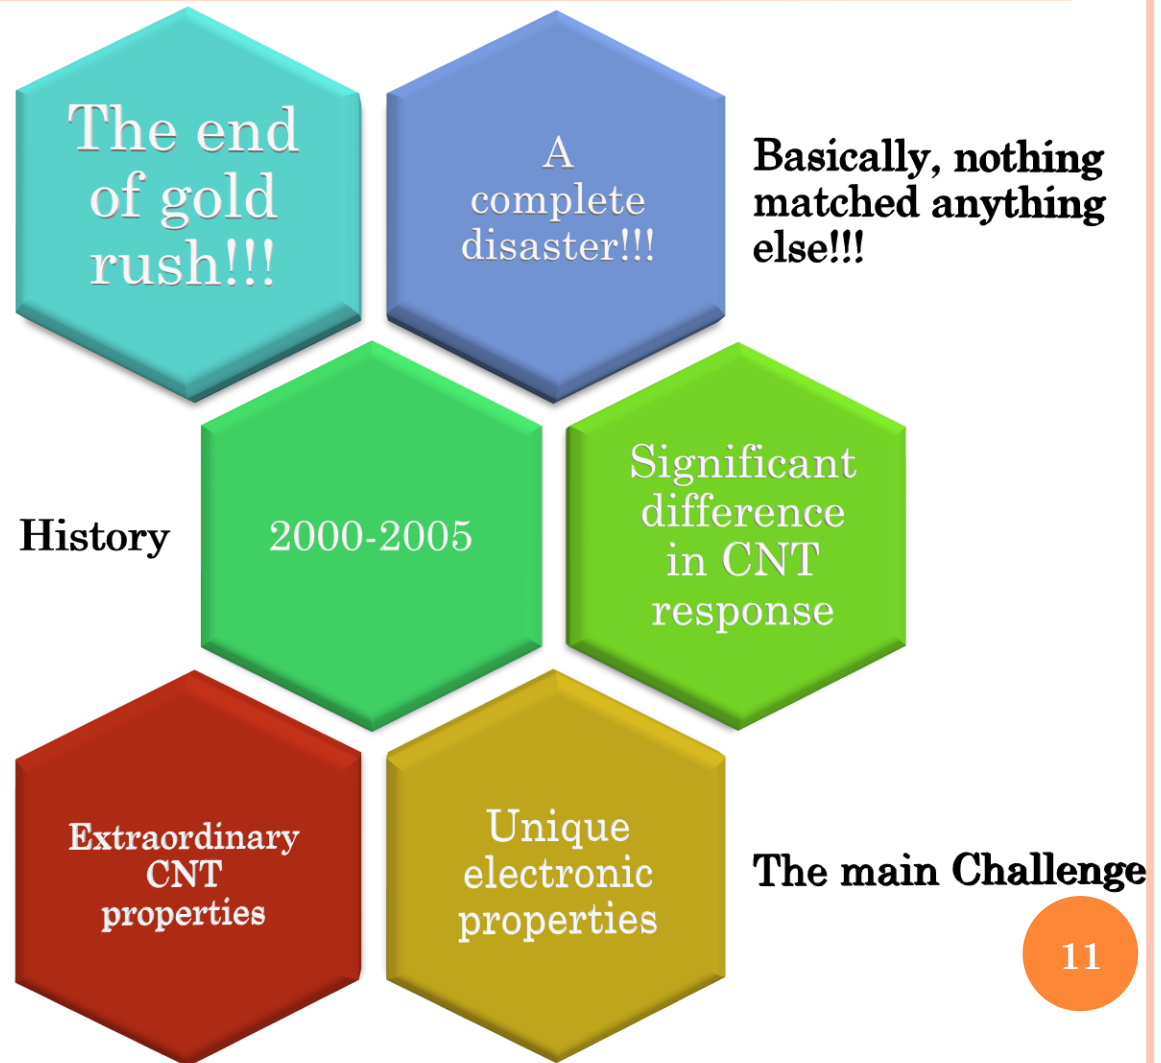 The end
of gold
rush!!!
A
complete
disaster!!!
Basically, nothing
matched anything
else!!!
History
2000-2005
Significant
difference
in CNT
response
Extraordinary
CNT
properties
Unique
electronic
properties
The main Challenge
11